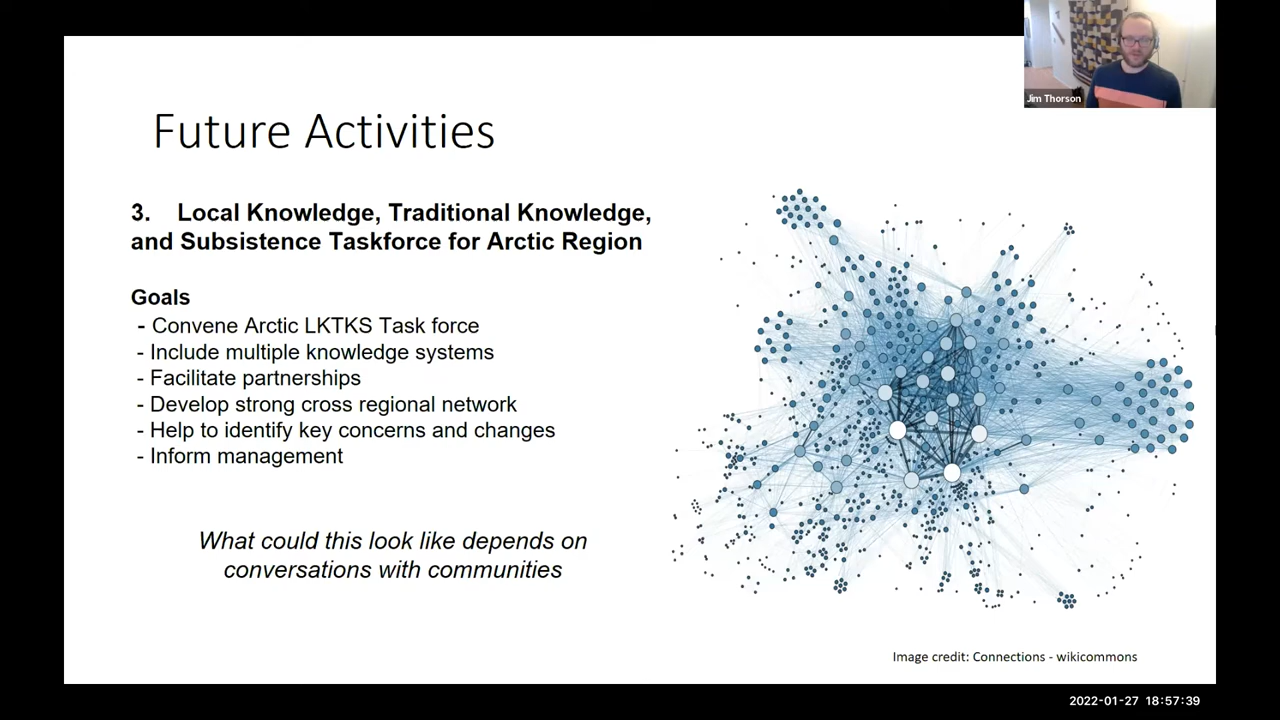 Jim Thorson
Future Activities
3. Local Knowledge, Traditional Knowledge,
and Subsistence Taskforce for Arctic Region
Goals
- Convene Arctic LKTKS Task force
- Include multiple knowledge systems
- Facilitate partnerships
- Develop strong cross regional network
- Help to identify key concerns and changes
- Inform management
What could this look like depends on
conversations with communities
Image credit: Connections - wikicommons
2022-01-27 18:57:39